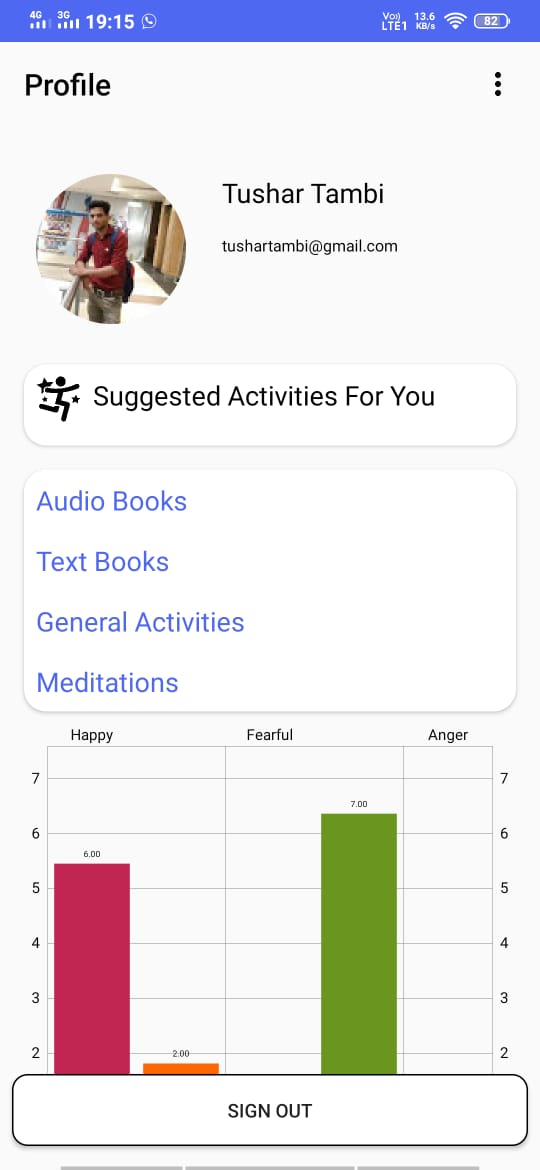 4G 3G 19:15 Vo)) LTE1 13.6 KB/s 82
Profile
Tushar Tambi
tushartambi@gmail.com
Suggested Activities For You
Audio Books
Text Books
General Activities
Meditations
Happy Fearful Anger
7 7
7.00
6 6
6.00
5 5
4 4
3 3
2 2.00 2
SIGN OUT